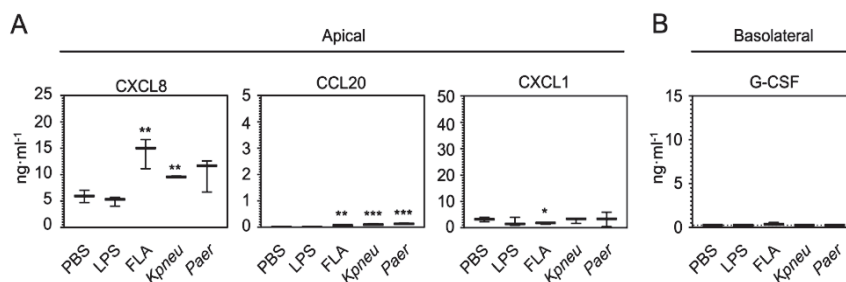 A
Apical
B
Basolateral
CXCL8
CCL20
CXCL1
G-CSF
ng·ml-1
25
20
15
10
5
0
**
**
PBS
LPS
FLA
Kpneu
Paer
5
4
3
2
1
0
**
***
***
PBS
LPS
FLA
Kpneu
Paer
50
40
30
20
10
0
*
PBS
LPS
FLA
Kpneu
Paer
ng·ml-1
15
10
5
0
PBS
LPS
FLA
Kpneu
Paer